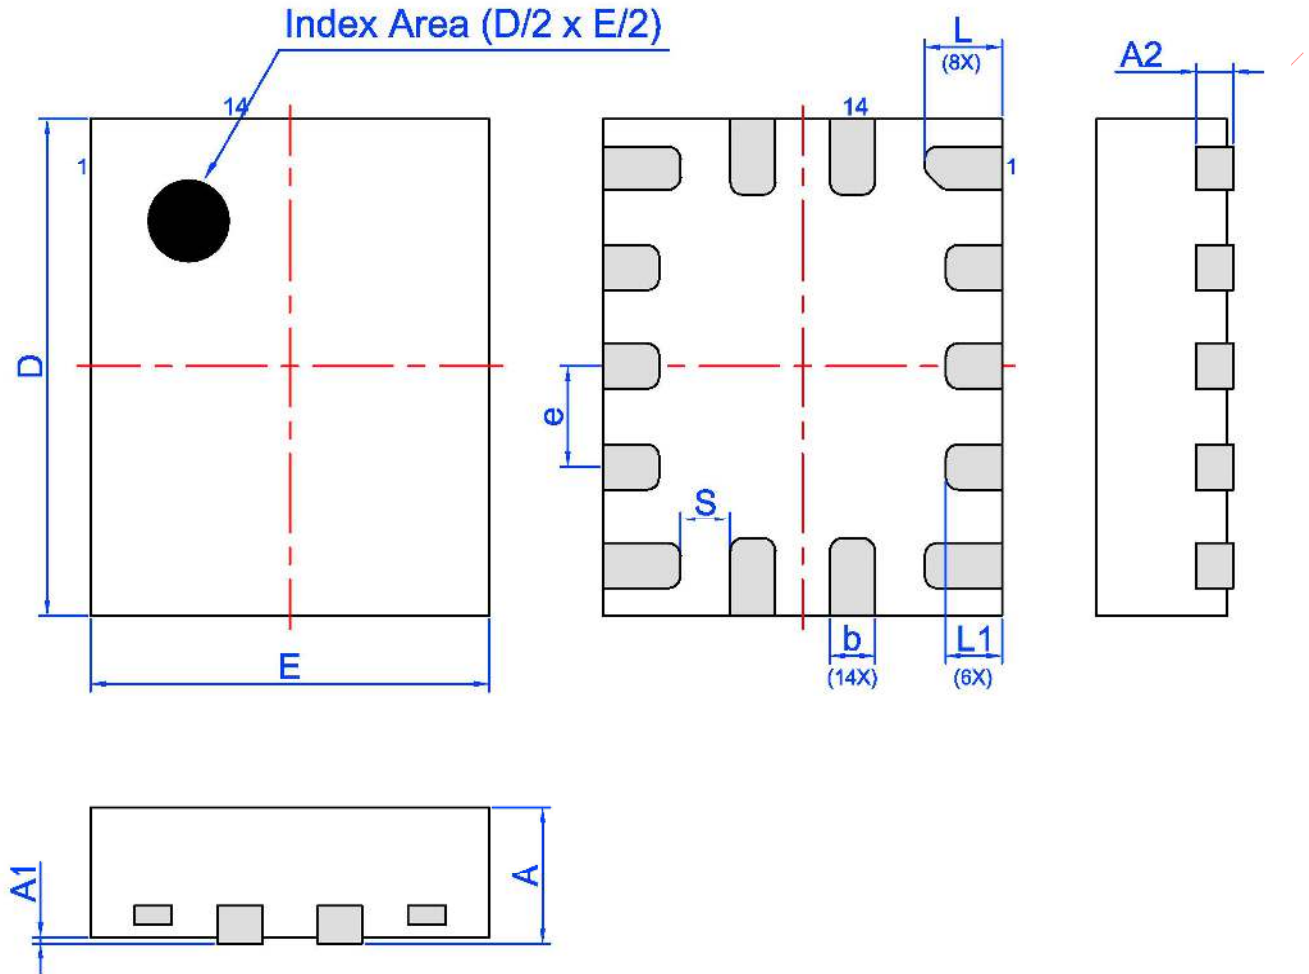 Index Area (D/2 x E/2)
L
(8X)
A2
14
14
1
1
D
e
S
b
(14X)
L1
(6X)
E
A1
A